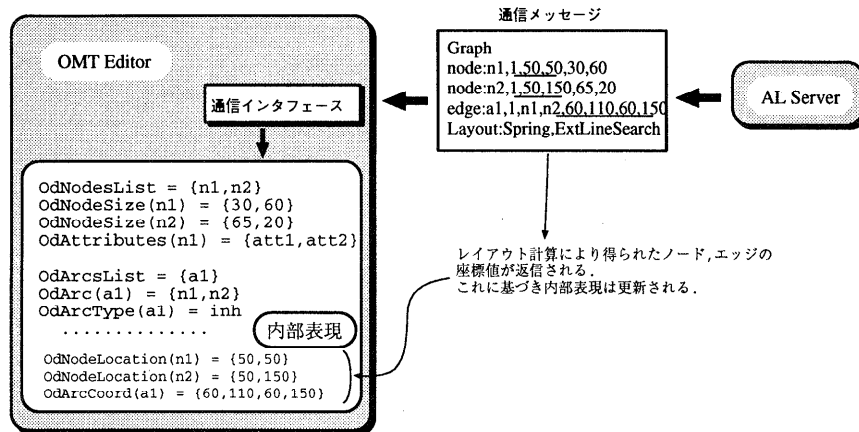 通信メッセージ
OMT Editor
Graph
node:n1,1,50,50,30,60
node:n2,1,50,150,65,20
edge:a1,1,n1,n2,60,110,60,150
Layout:Spring,ExtLineSearch
AL Server
通信インタフェース
OdNodesList = {n1,n2}
OdNodeSize(n1) = {30,60}
OdNodeSize(n2) = {65,20}
OdAttributes(n1) = {att1,att2}
OdArcsList = {a1}
OdArc(a1) = {n1,n2}
OdArcType(a1) = inh
..............
内部表現
OdNodeLocation(n1) = {50,50}
OdNodeLocation(n2) = {50,150}
OdArcCoord(a1) = {60,110,60,150}
レイアウト計算により得られたノード,エッジの
座標値が返信される.
これに基づき内部表現は更新される.